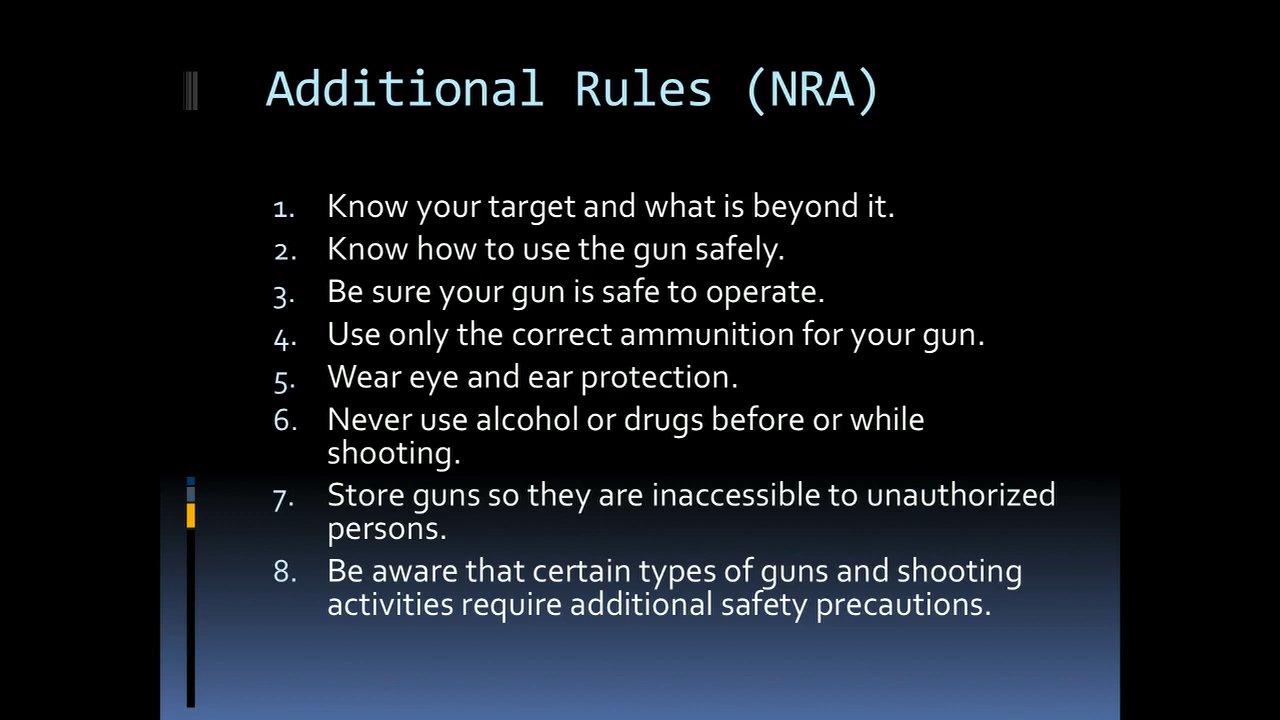 Additional Rules (NRA)
1. Know your target and what is beyond it.
2. Know how to use the gun safely.
3. Be sure your gun is safe to operate.
4. Use only the correct ammunition for your gun.
5. Wear eye and ear protection.
6. Never use alcohol or drugs before or while
shooting.
7. Store guns so they are inaccessible to unauthorized
persons.
8. Be aware that certain types of guns and shooting
activities require additional safety precautions.